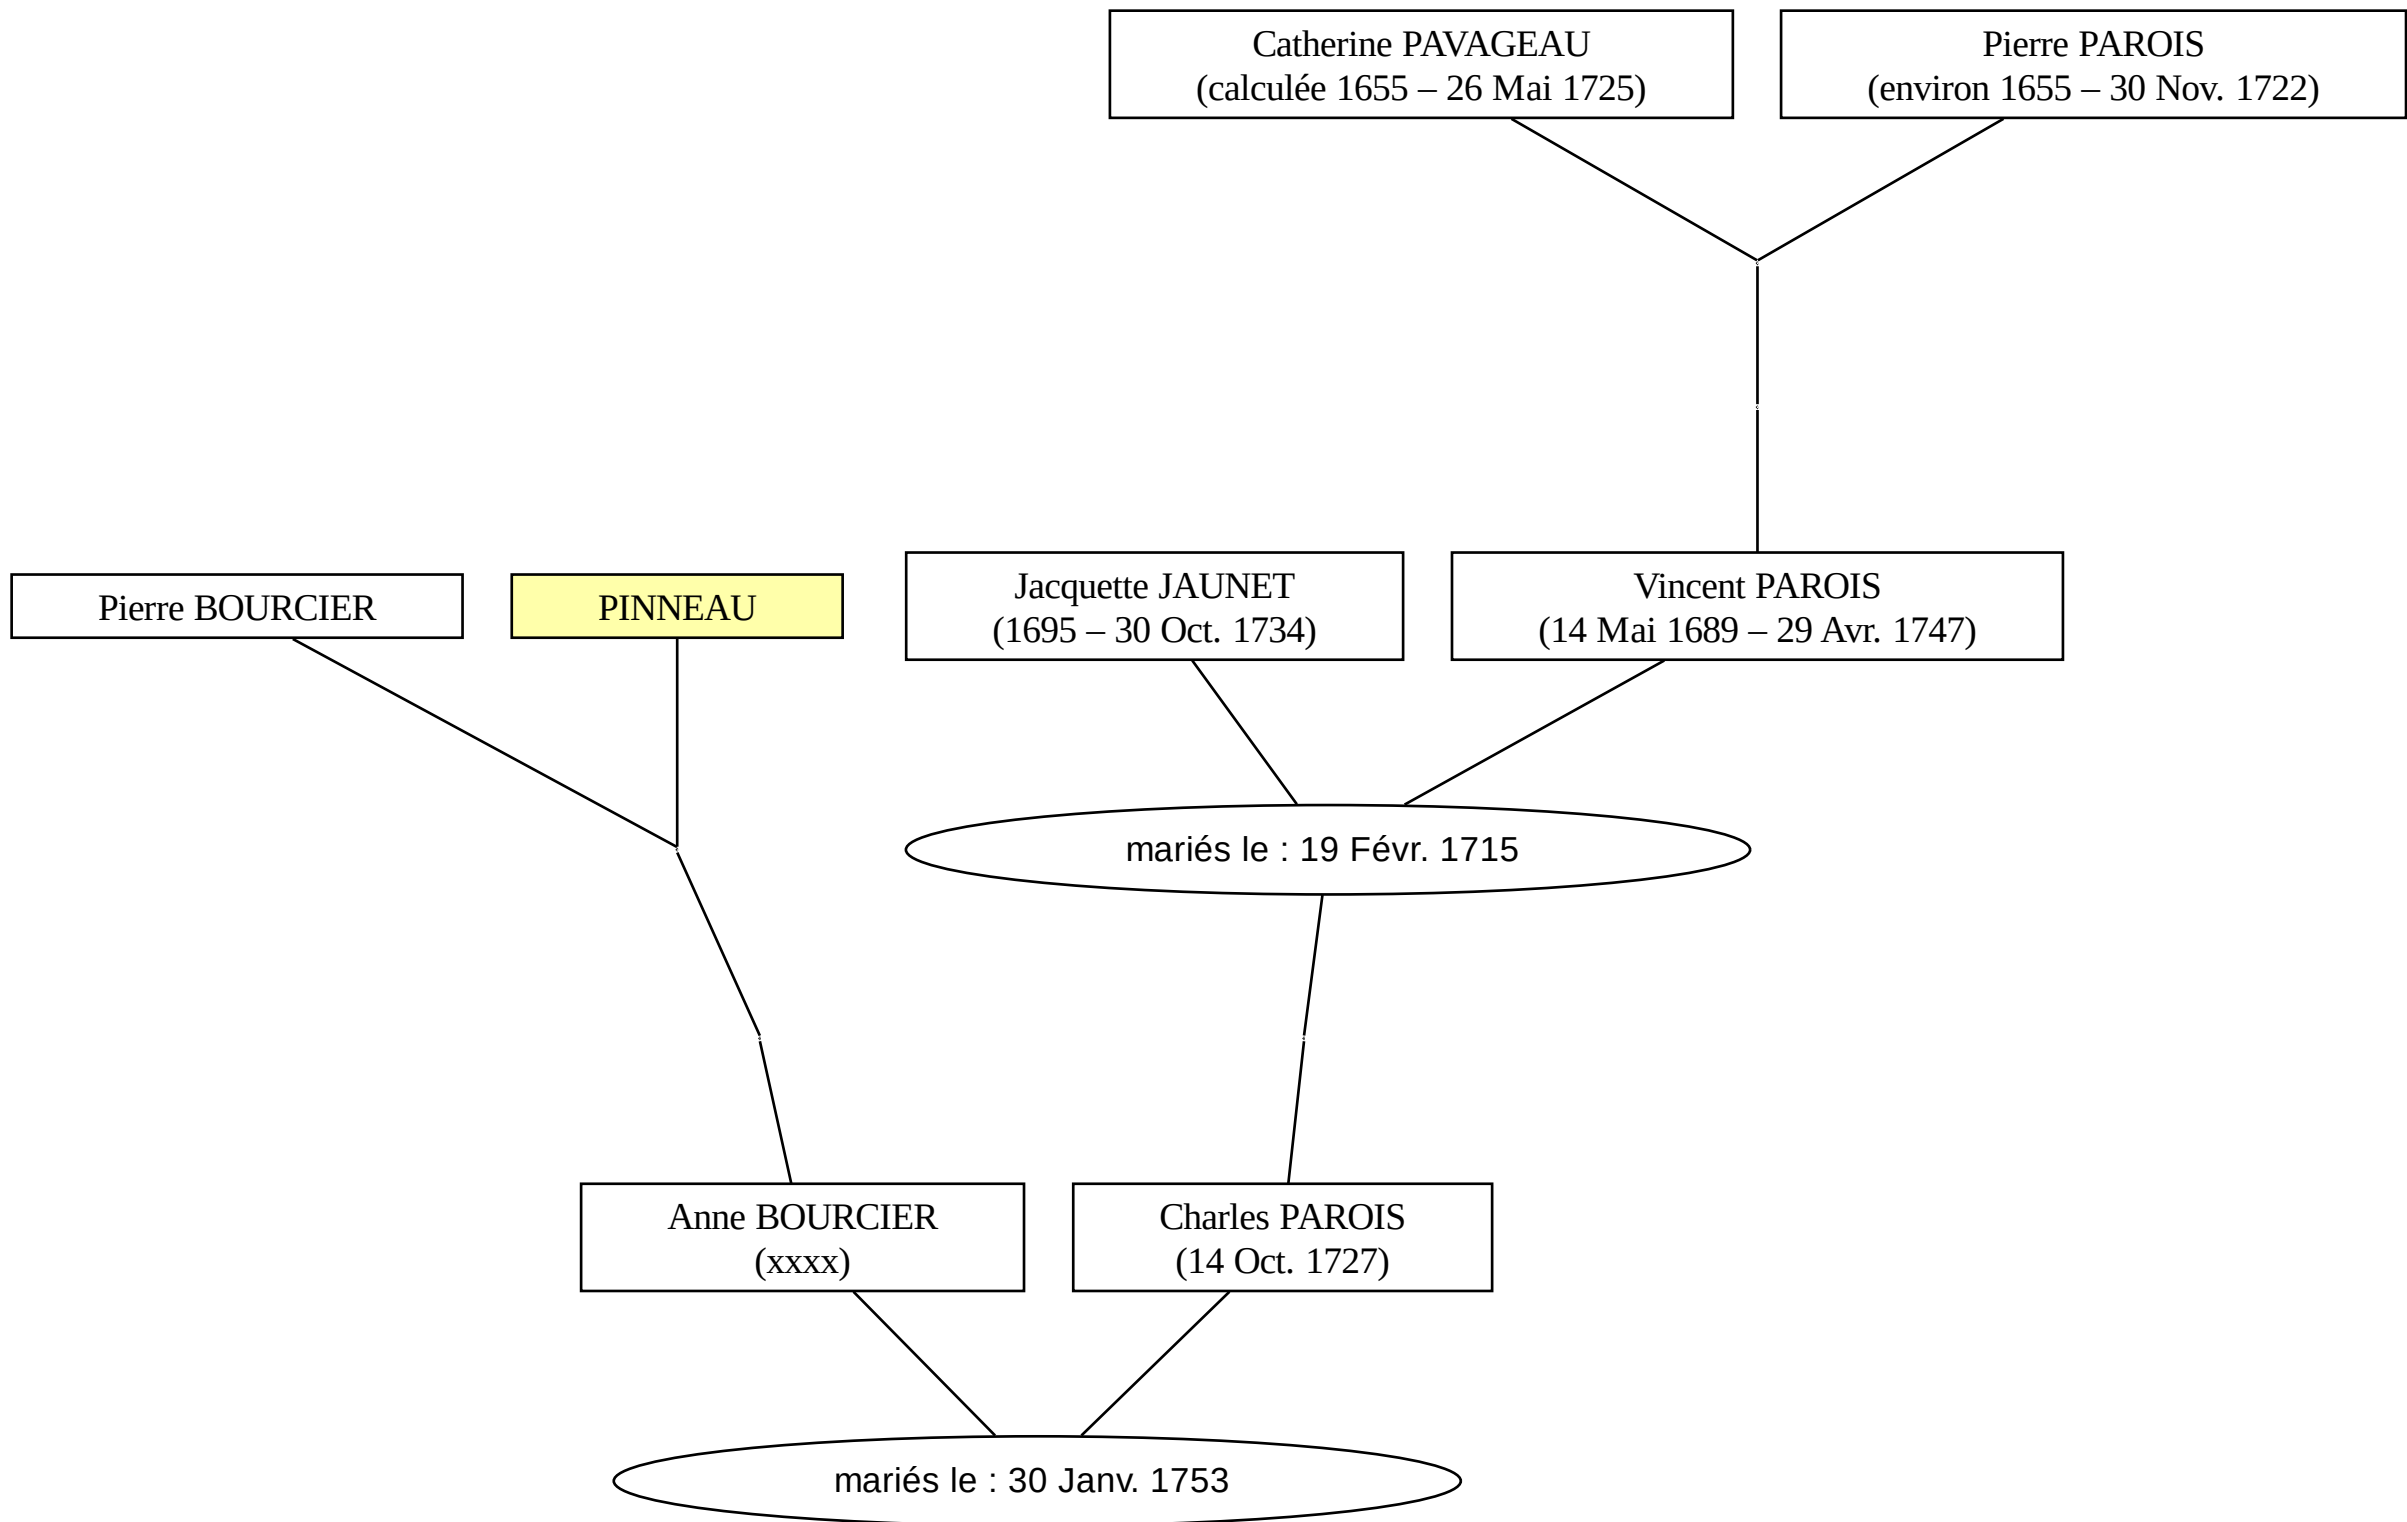 Catherine PAVAGEAU
(calculée 1655 – 26 Mai 1725)
Pierre PAROIS
(environ 1655 – 30 Nov. 1722)
Pierre BOURCIER
PINNEAU
Jacquette JAUNET
(1695 – 30 Oct. 1734)
Vincent PAROIS
(14 Mai 1689 – 29 Avr. 1747)
mariés le : 19 Févr. 1715
Anne BOURCIER
(xxxx)
Charles PAROIS
(14 Oct. 1727)
mariés le : 30 Janv. 1753